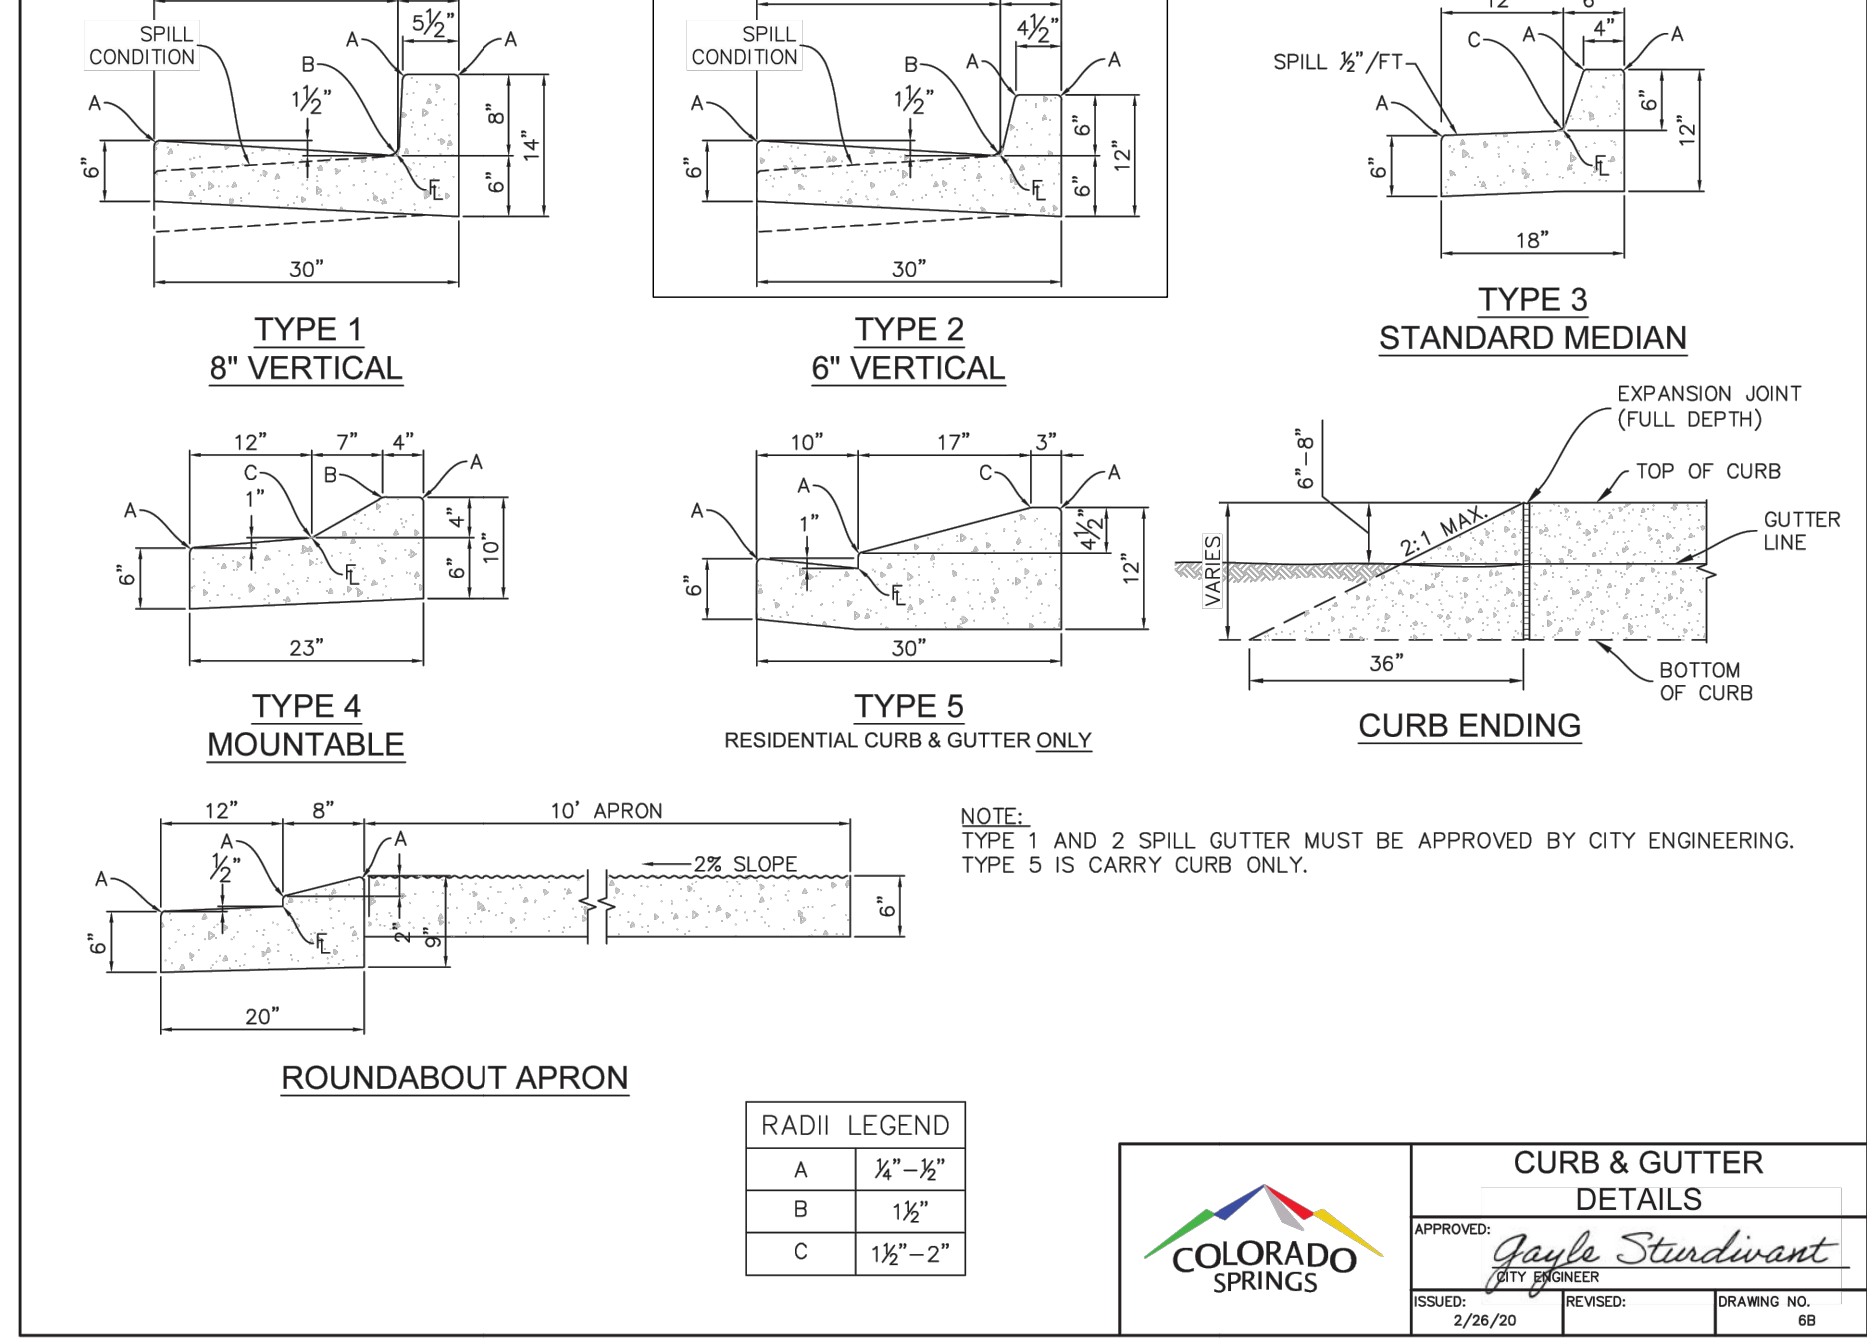 5½"
SPILL
CONDITION
A
A
B
A
1½"
8"
14"
6"
6"
FL
30"
TYPE 1
8" VERTICAL
4½"
SPILL
CONDITION
A
A
B
A
1½"
6"
12"
6"
6"
FL
30"
TYPE 2
6" VERTICAL
12"
6"
4"
C
A
A
SPILL ½"/FT
A
6"
12"
6"
FL
18"
TYPE 3
STANDARD MEDIAN
12"
7"
4"
C
B
A
A
1"
4"
10"
6"
6"
FL
23"
TYPE 4
MOUNTABLE
10"
17"
3"
C
A
A
A
1"
4½"
12"
6"
FL
30"
TYPE 5
RESIDENTIAL CURB & GUTTER ONLY
EXPANSION JOINT
(FULL DEPTH)
6"-8"
TOP OF CURB
2:1 MAX.
GUTTER
LINE
VARIES
36"
BOTTOM
OF CURB
CURB ENDING
12"
8"
10' APRON
A
A
½"
A
2% SLOPE
6"
2"
9"
6"
FL
20"
ROUNDABOUT APRON
NOTE:
TYPE 1 AND 2 SPILL GUTTER MUST BE APPROVED BY CITY ENGINEERING.
TYPE 5 IS CARRY CURB ONLY.
RADII LEGEND
A ¼"-½"
B 1½"
C 1½"-2"
COLORADO
SPRINGS
CURB & GUTTER
DETAILS
APPROVED:
Gayle Sturdivant
CITY ENGINEER
ISSUED:
2/26/20
REVISED:
DRAWING NO.
6B